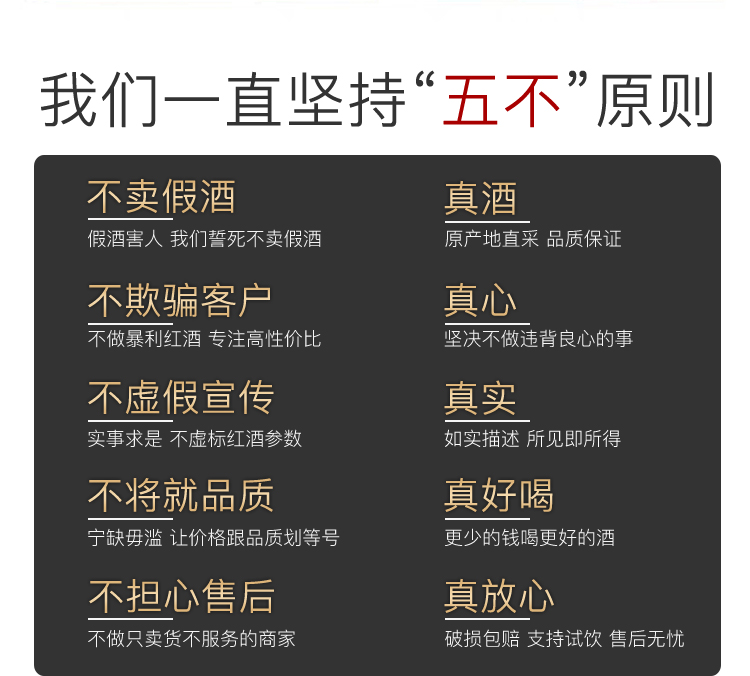 我们一直坚持“五不”原则
不卖假酒
假酒害人 我们誓死不卖假酒
真酒
原产地直采 品质保证
不欺骗客户
不做暴利红酒 专注高性价比
真心
坚决不做违背良心的事
不虚假宣传
实事求是 不虚标红酒参数
真实
如实描述 所见即所得
不将就品质
宁缺毋滥 让价格跟品质划等号
真好喝
更少的钱喝更好的酒
不担心售后
不做只卖货不服务的商家
真放心
破损包赔 支持试饮 售后无忧